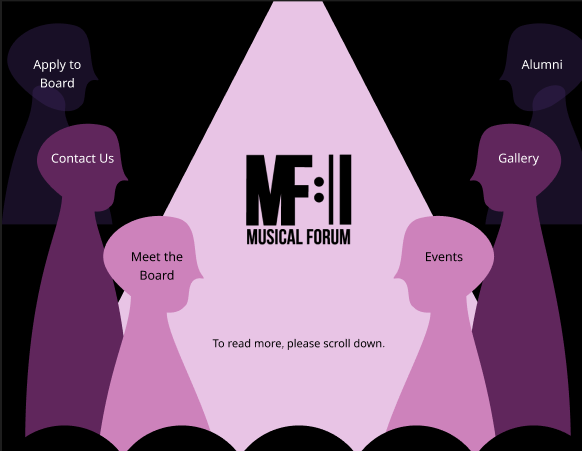 Apply to
Board
Alumni
Contact Us
Gallery
MF:||
MUSICAL FORUM
Meet the
Board
Events
To read more, please scroll down.